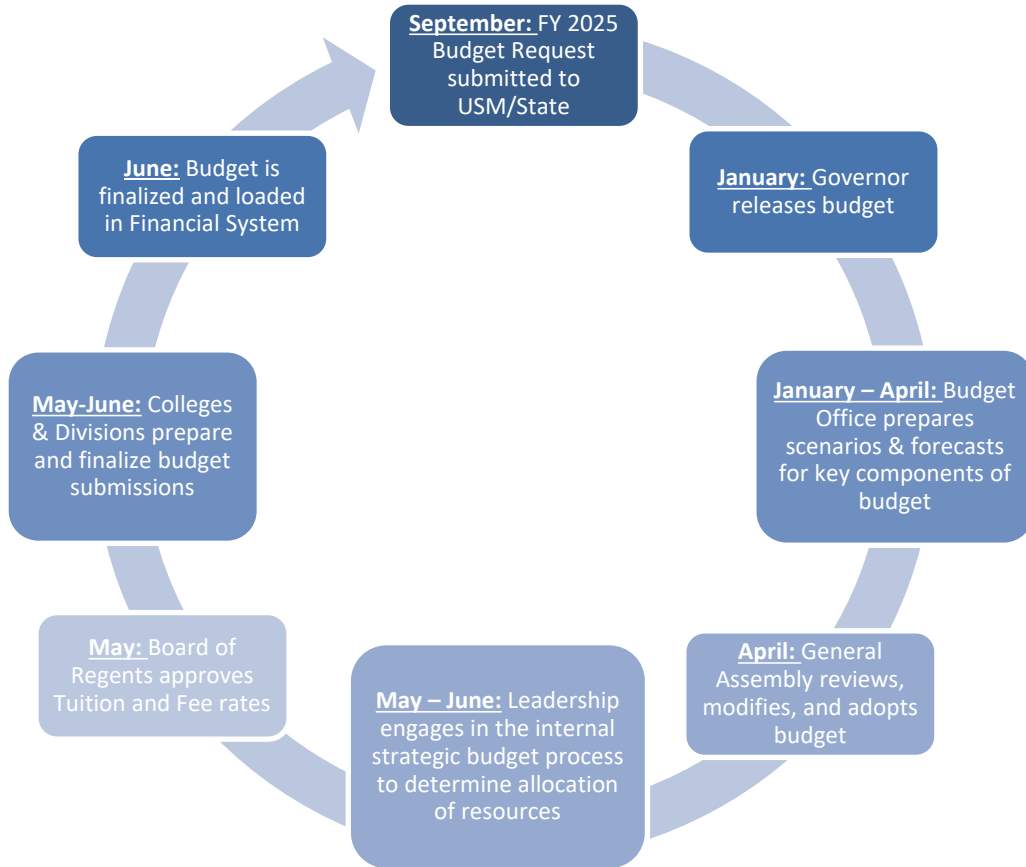 September: FY 2025
Budget Request
submitted to
USM/State
January: Governor
releases budget
January – April: Budget
Office prepares
scenarios & forecasts
for key components of
budget
April: General
Assembly reviews,
modifies, and adopts
budget
May – June: Leadership
engages in the internal
strategic budget process
to determine allocation
of resources
May: Board of
Regents approves
Tuition and Fee rates
May-June: Colleges
& Divisions prepare
and finalize budget
submissions
June: Budget is
finalized and loaded
in Financial System